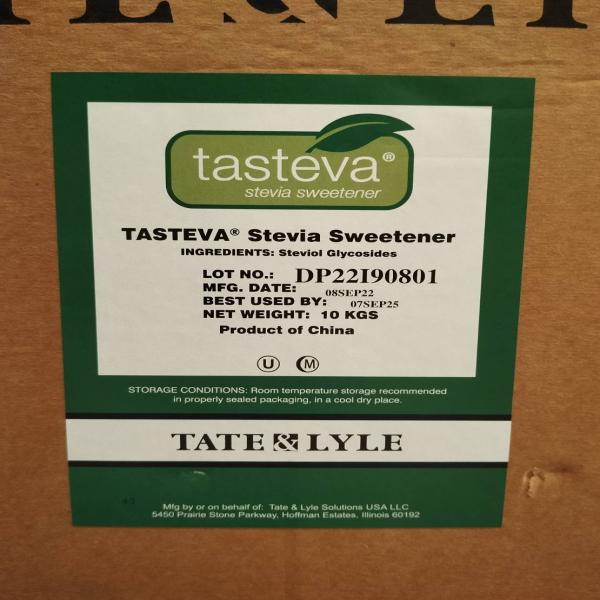 TATE & LYLE
tasteva®
stevia sweetener
TASTEVA® Stevia Sweetener
INGREDIENTS: Steviol Glycosides
LOT NO.: DP22I90801
MFG. DATE: 08SEP22
BEST USED BY: 07SEP25
NET WEIGHT: 10 KGS
Product of China
U M
STORAGE CONDITIONS: Room temperature storage recommended
in properly sealed packaging, in a cool dry place.
TATE & LYLE
Mfg by or on behalf of: Tate & Lyle Solutions USA LLC
5450 Prairie Stone Parkway, Hoffman Estates, Illinois 60192